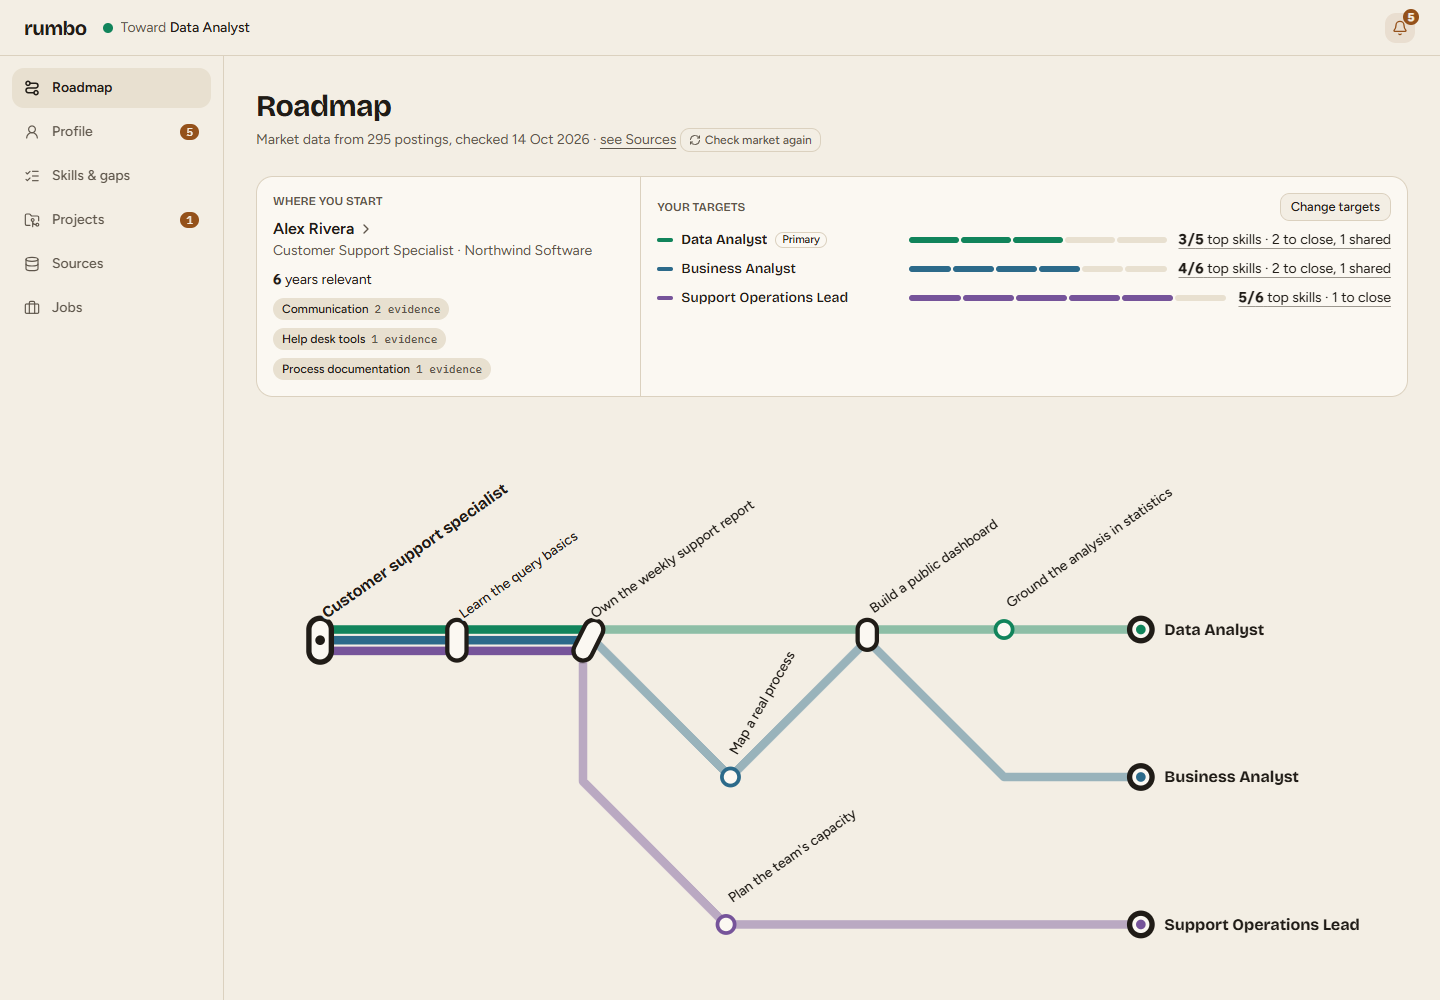 rumbo
Toward Data Analyst
5
Roadmap
Profile 5
Skills & gaps
Projects 1
Sources
Jobs
Roadmap
Market data from 295 postings, checked 14 Oct 2026 · see Sources
Check market again
WHERE YOU START
Alex Rivera
Customer Support Specialist · Northwind Software
6 years relevant
Communication 2 evidence
Help desk tools 1 evidence
Process documentation 1 evidence
YOUR TARGETS
Change targets
Data Analyst Primary 3/5 top skills · 2 to close, 1 shared
Business Analyst 4/6 top skills · 2 to close, 1 shared
Support Operations Lead 5/6 top skills · 1 to close
Customer support specialist
Learn the query basics
Own the weekly support report
Build a public dashboard
Ground the analysis in statistics
Data Analyst
Map a real process
Business Analyst
Plan the team's capacity
Support Operations Lead